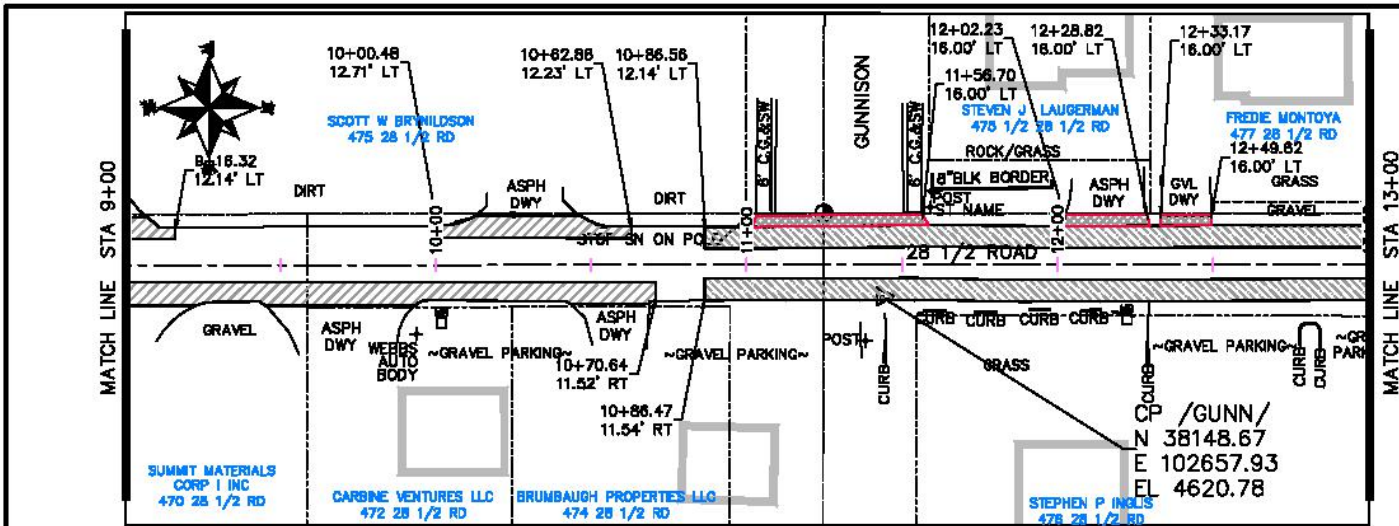 10+00.48
12.71' LT
10+62.86
12.23' LT
10+86.56
12.14' LT
GUNNISON
12+02.23
16.00' LT
12+28.82
16.00' LT
12+33.17
16.00' LT
11+56.70
16.00' LT
SCOTT W BRYNILDSON
475 28 1/2 RD
STEVEN J LAUGERMAN
475 1/2 28 1/2 RD
FREDIE MONTOYA
477 28 1/2 RD
12+49.62
16.00' LT
16.32
12.14' LT
DIRT
ASPH
DWY
DIRT
6' C.G.&SW
6' C.G.&SW
ROCK/GRASS
8"BLK BORDER
POST
ST NAME
ASPH
DWY
GVL
DWY
GRASS
GRAVEL
MATCH LINE STA 9+00
10+00
STOP SN ON
11+00
12+00
28 1/2 ROAD
MATCH LINE STA 13+00
GRAVEL
ASPH
DWY
WEBBS
AUTO
BODY
~GRAVEL PARKING~
ASPH
DWY
~GRAVEL PARKING~
POST
CURB
CURB
CURB
CURB
CURB
GRASS
CURB
~GRAVEL PARKING~
CURB
CURB
10+70.64
11.52' RT
10+86.47
11.54' RT
CP /GUNN/
N 38148.67
E 102657.93
EL 4620.78
SUMMIT MATERIALS
CORP I INC
470 28 1/2 RD
CARBINE VENTURES LLC
472 28 1/2 RD
BRUMBAUGH PROPERTIES LLC
474 28 1/2 RD
STEPHEN P INGLIS
476 28 1/2 RD